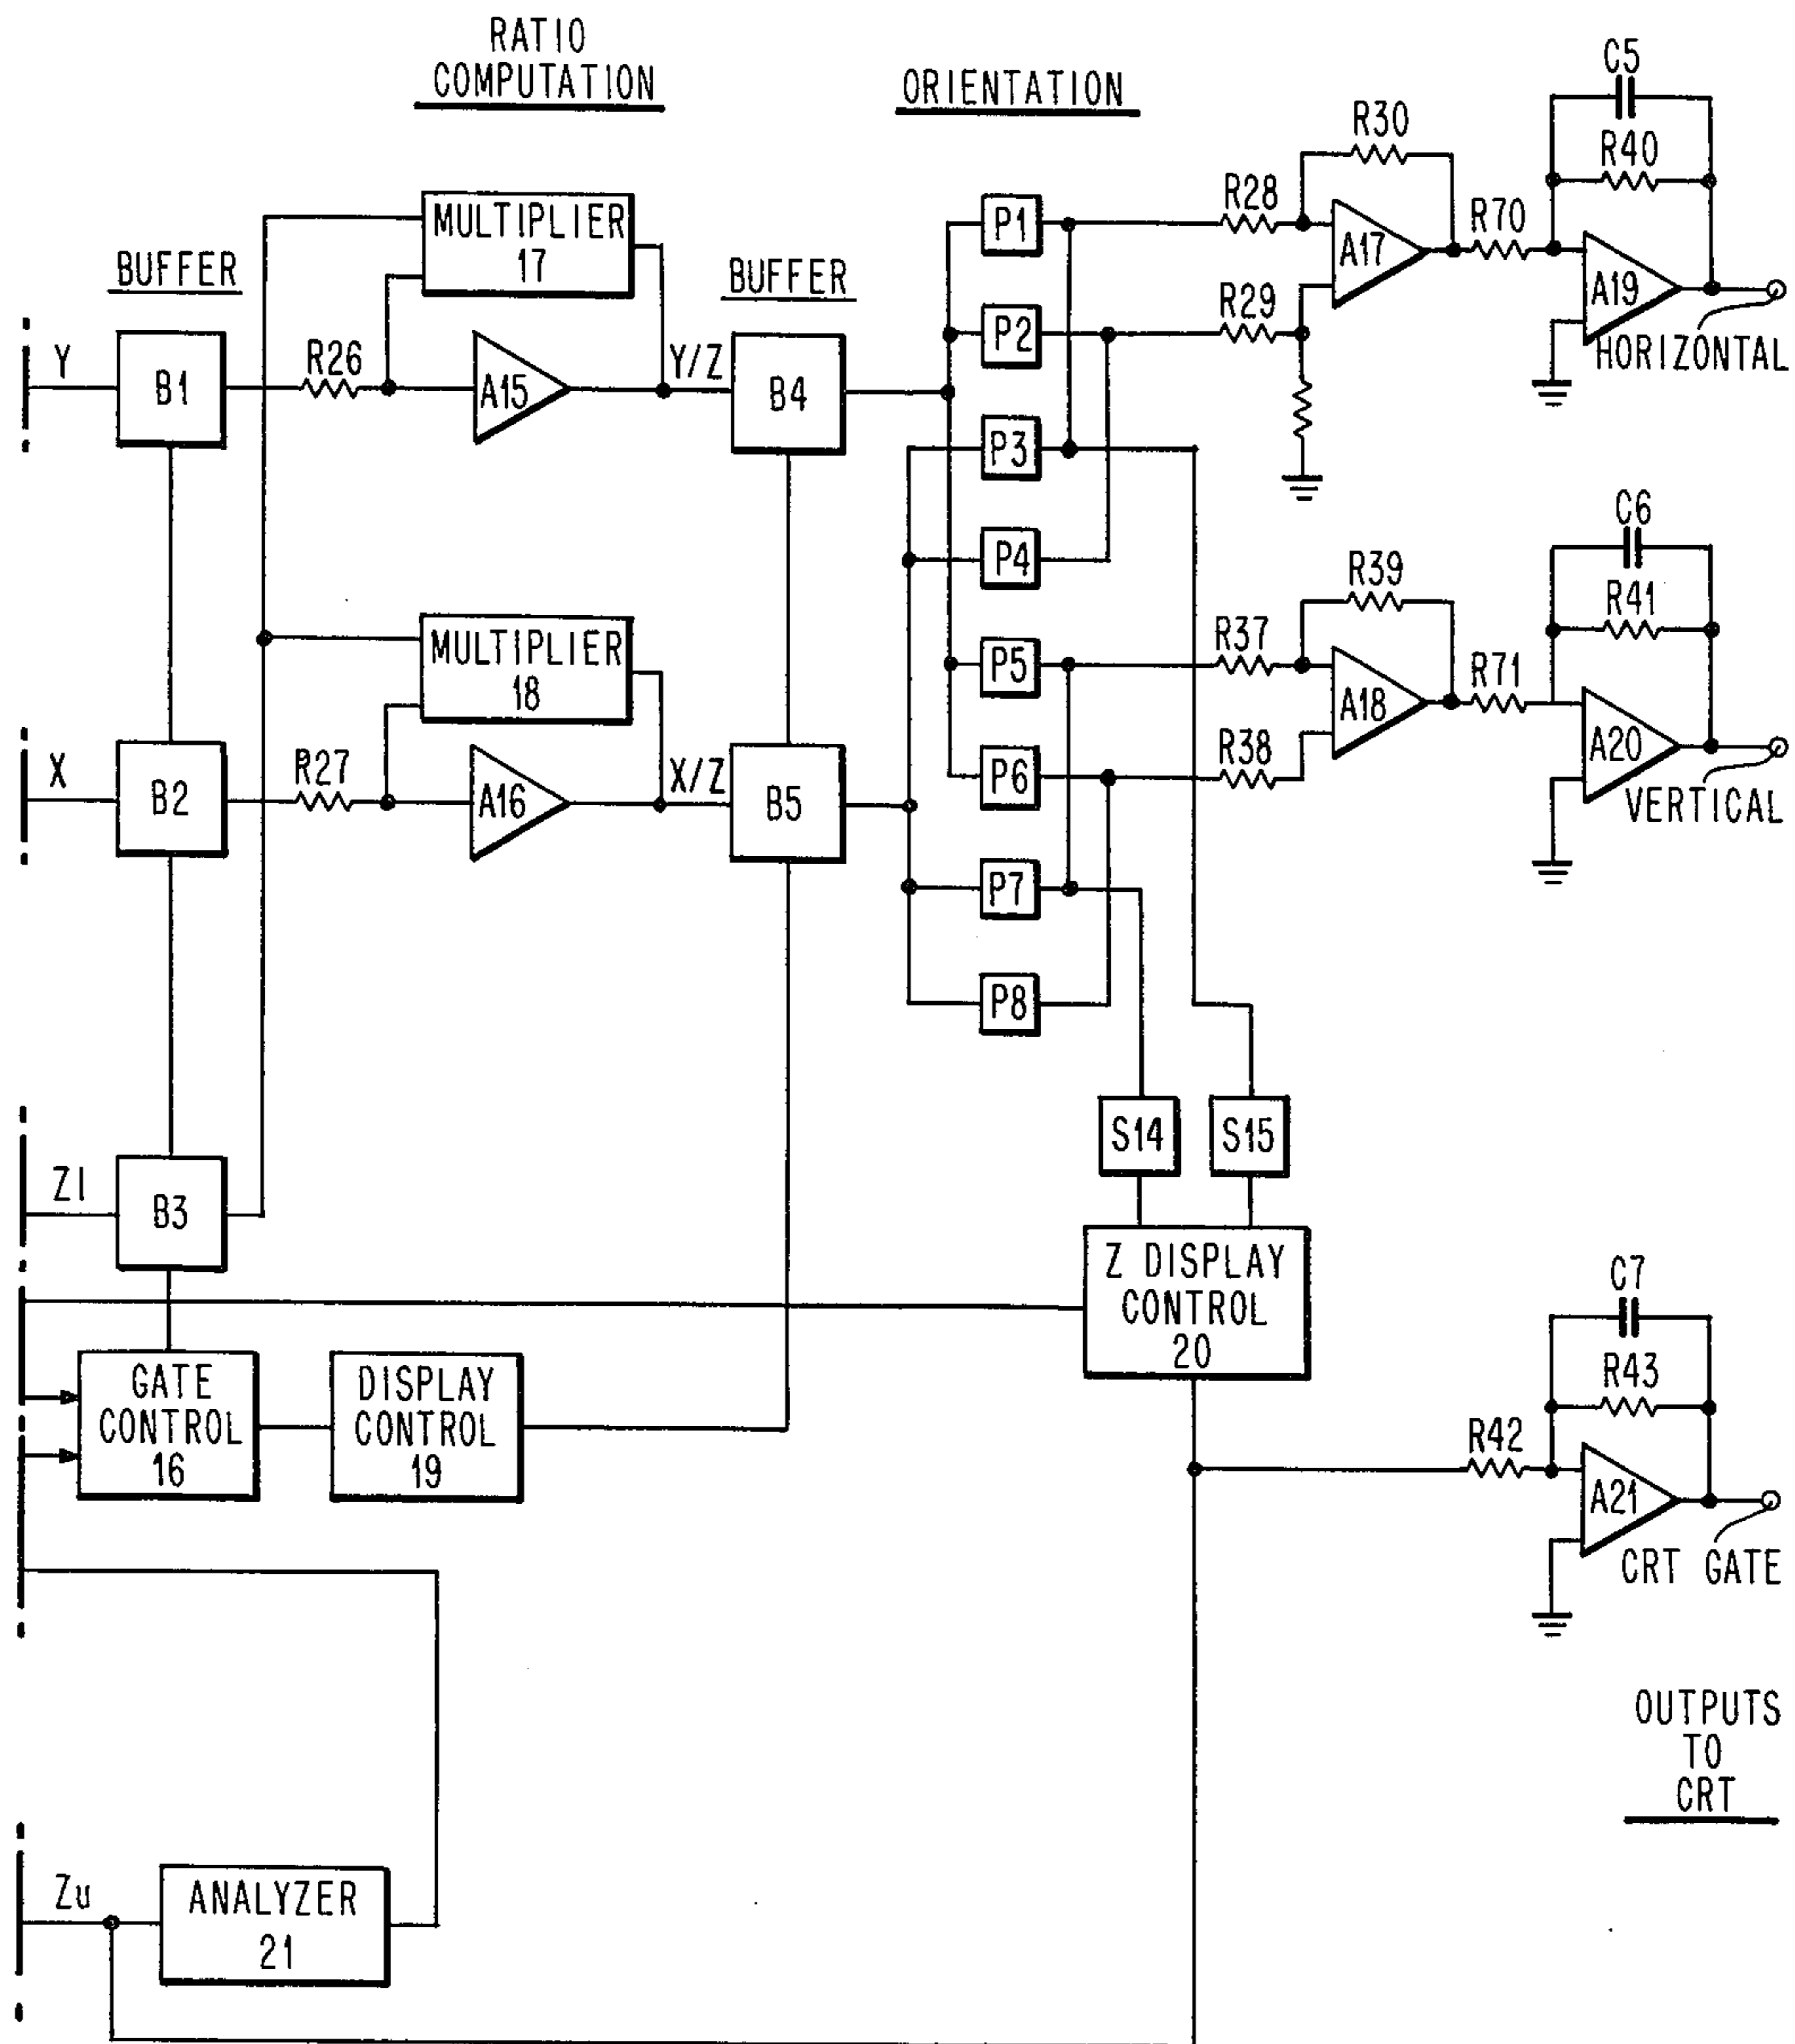 RATIO
COMPUTATION
ORIENTATION
C5
R30
R40
R28
P1
MULTIPLIER
17
R70
A17
BUFFER
BUFFER
A19
R29
P2
HORIZONTAL
Y
B1
R26
A15
Y/Z
B4
P3
C6
P4
R39
R41
MULTIPLIER
18
R37
P5
R71
A18
X
B2
R27
A16
X/Z
B5
P6
R38
A20
VERTICAL
P7
P8
S14
S15
Zl
B3
Z DISPLAY
CONTROL
20
C7
GATE
CONTROL
16
DISPLAY
CONTROL
19
R43
R42
A21
CRT GATE
OUTPUTS
TO
CRT
Zu
ANALYZER
21